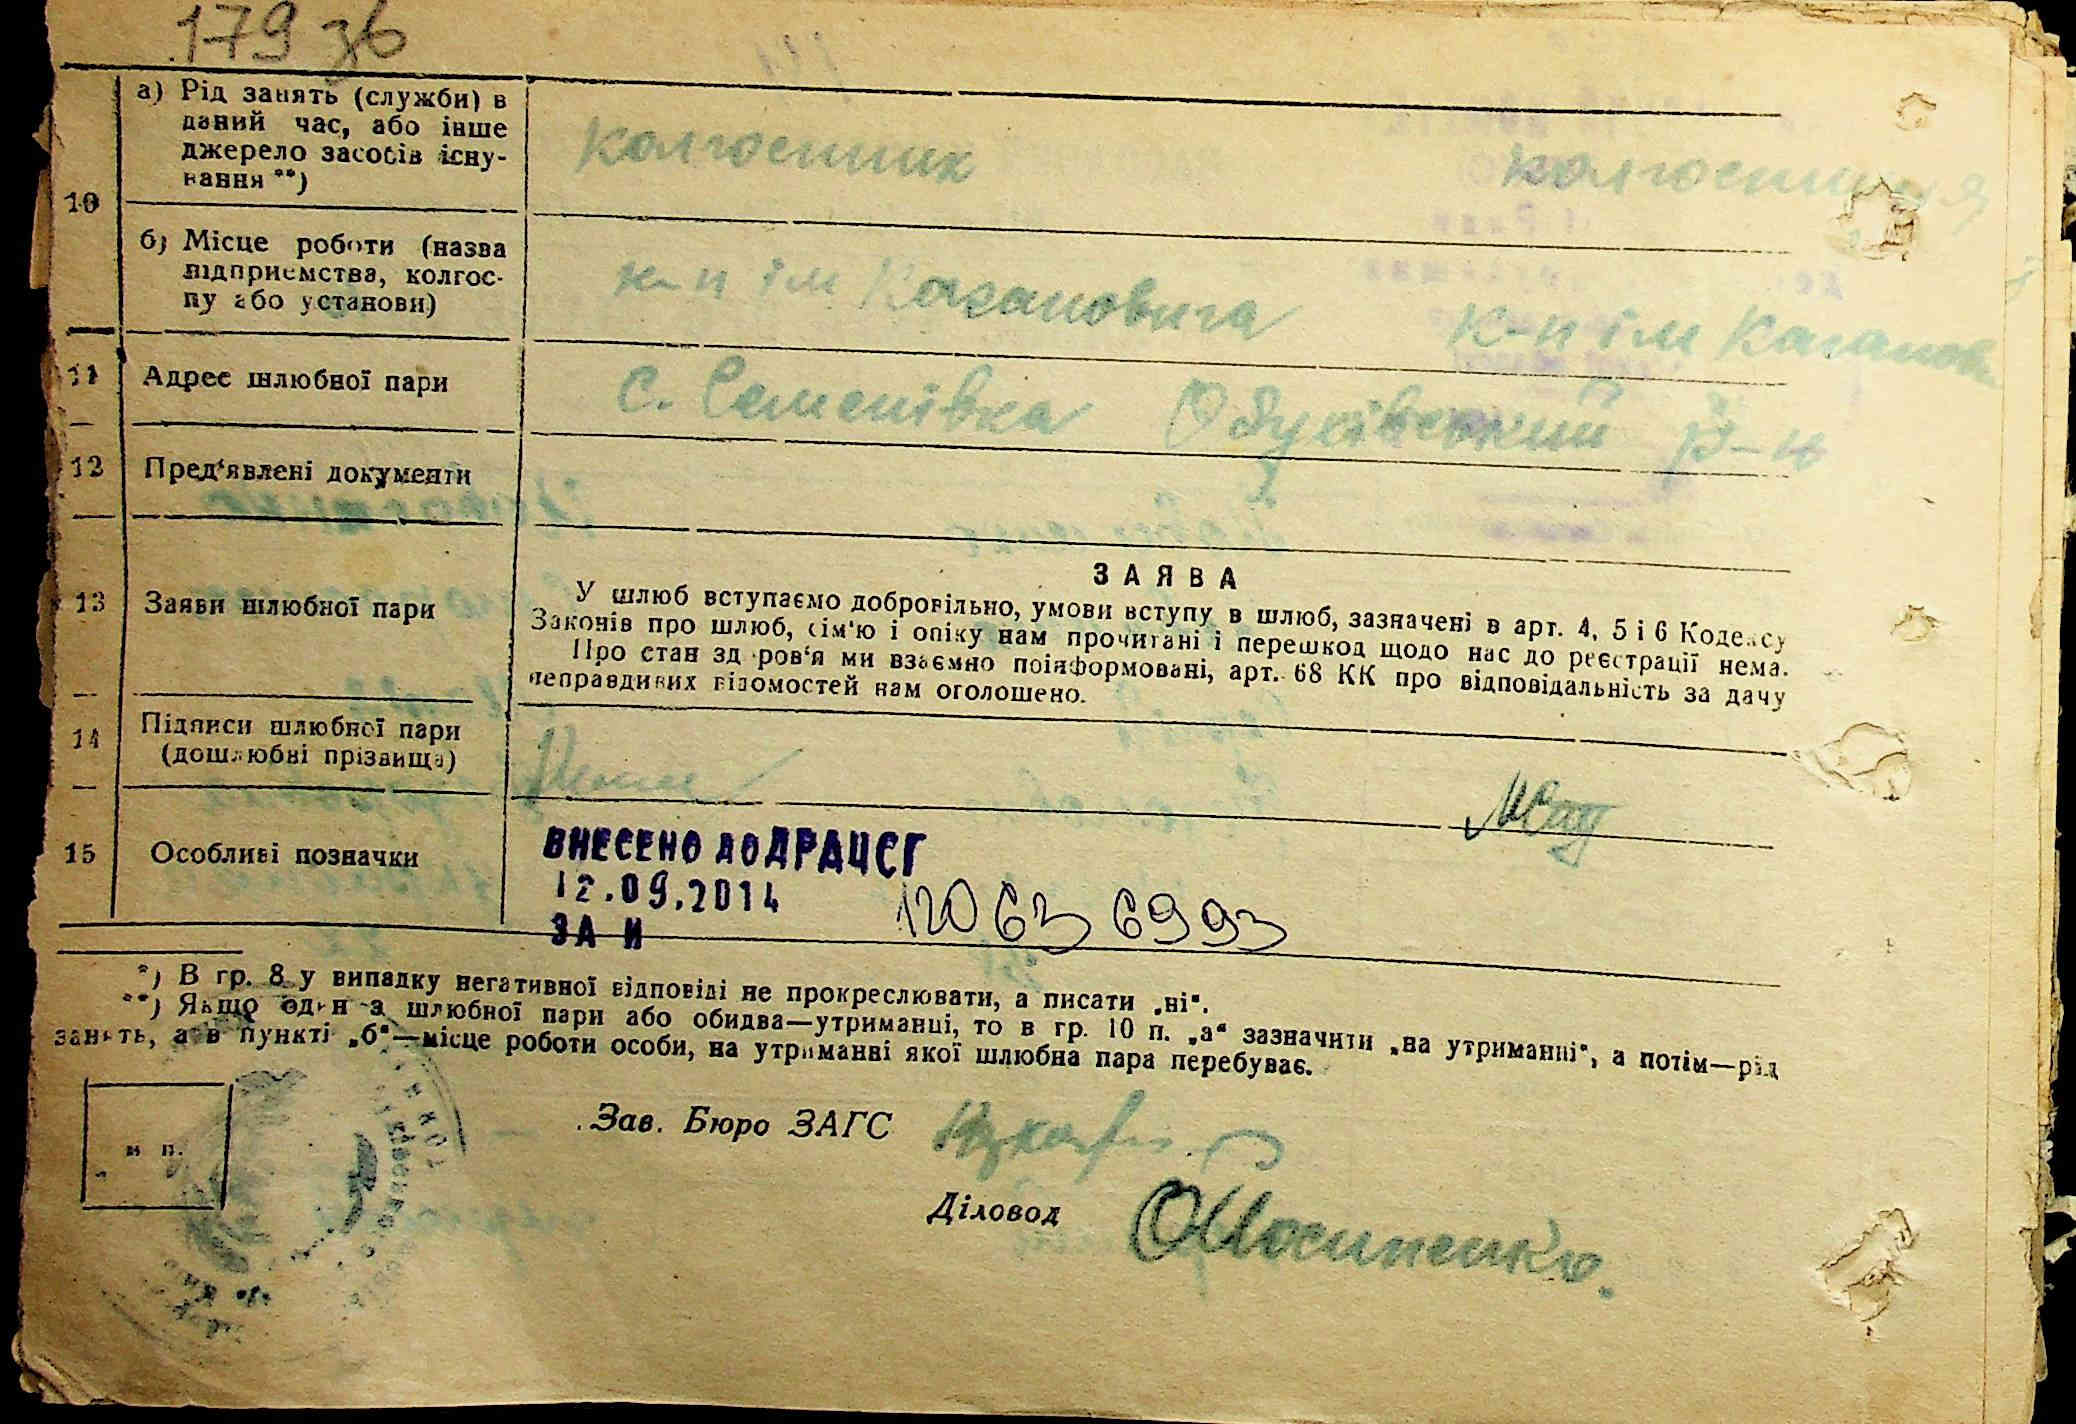 179 зв
а) Рід занять (служби) в
даний час, або інше
джерело засобів існу-
вання **)
колгоспник колгоспниця
10
б) Місце роботи (назва
підприємства, колгос-
пу або установи)
к-п ім Кагановича к-п ім Каганов
11 Адрес шлюбної пари с. Семенівка Обухівський р-н
12 Пред'явлені документи
ЗАЯВА
13 Заяви шлюбної пари
У шлюб вступаємо добровільно, умови вступу в шлюб, зазначені в арт. 4, 5 і 6 Кодексу
Законів про шлюб, сім'ю і опіку нам прочитані і перешкод щодо нас до реєстрації нема.
Про стан здоров'я ми взаємно поінформовані, арт. 68 КК про відповідальність за дачу
неправдивих відомостей нам оголошено.
14 Підписи шлюбної пари
(дошлюбні прізвища)
15 Особливі позначки
ВНЕСЕНО ДО ДРАЦСГ
12.09.2014
ЗА №
12063 6993
*) В гр. 8 у випадку негативної відповіді не прокреслювати, а писати „ні“.
**) Якщо один з шлюбної пари або обидва—утриманці, то в гр. 10 п. „а“ зазначити „на утриманні“, а потім—рід
занять, а в пункті „б“—місце роботи особи, на утриманні якої шлюбна пара перебуває.
м п.
Зав. Бюро ЗАГС
Діловод ОМосипенко.